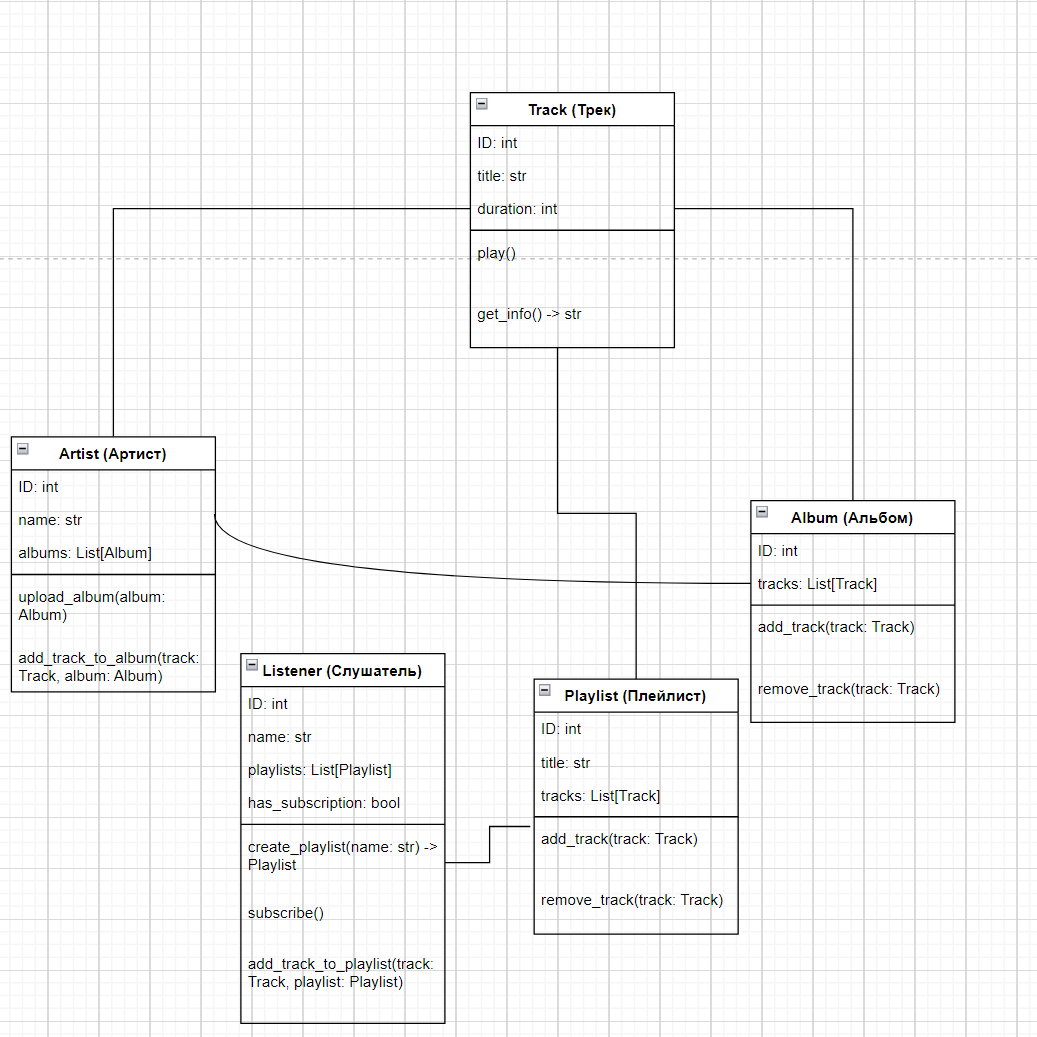 Track (Трек)
ID: int
title: str
duration: int
play()
get_info() -> str
Artist (Артист)
ID: int
name: str
albums: List[Album]
upload_album(album:
Album)
add_track_to_album(track:
Track, album: Album)
Album (Альбом)
ID: int
tracks: List[Track]
add_track(track: Track)
remove_track(track: Track)
Listener (Слушатель)
ID: int
name: str
playlists: List[Playlist]
has_subscription: bool
create_playlist(name: str) ->
Playlist
subscribe()
add_track_to_playlist(track:
Track, playlist: Playlist)
Playlist (Плейлист)
ID: int
title: str
tracks: List[Track]
add_track(track: Track)
remove_track(track: Track)